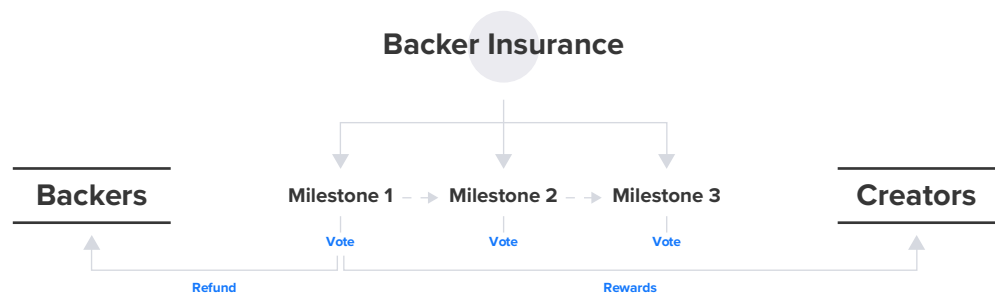 Backer Insurance
Backers
Milestone 1
Milestone 2
Milestone 3
Creators
Vote
Vote
Vote
Refund
Rewards